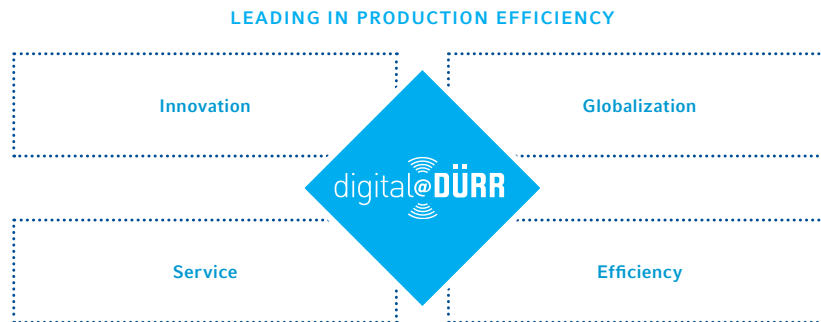 LEADING IN PRODUCTION EFFICIENCY
Innovation
Globalization
digital@DÜRR
Service
Efficiency